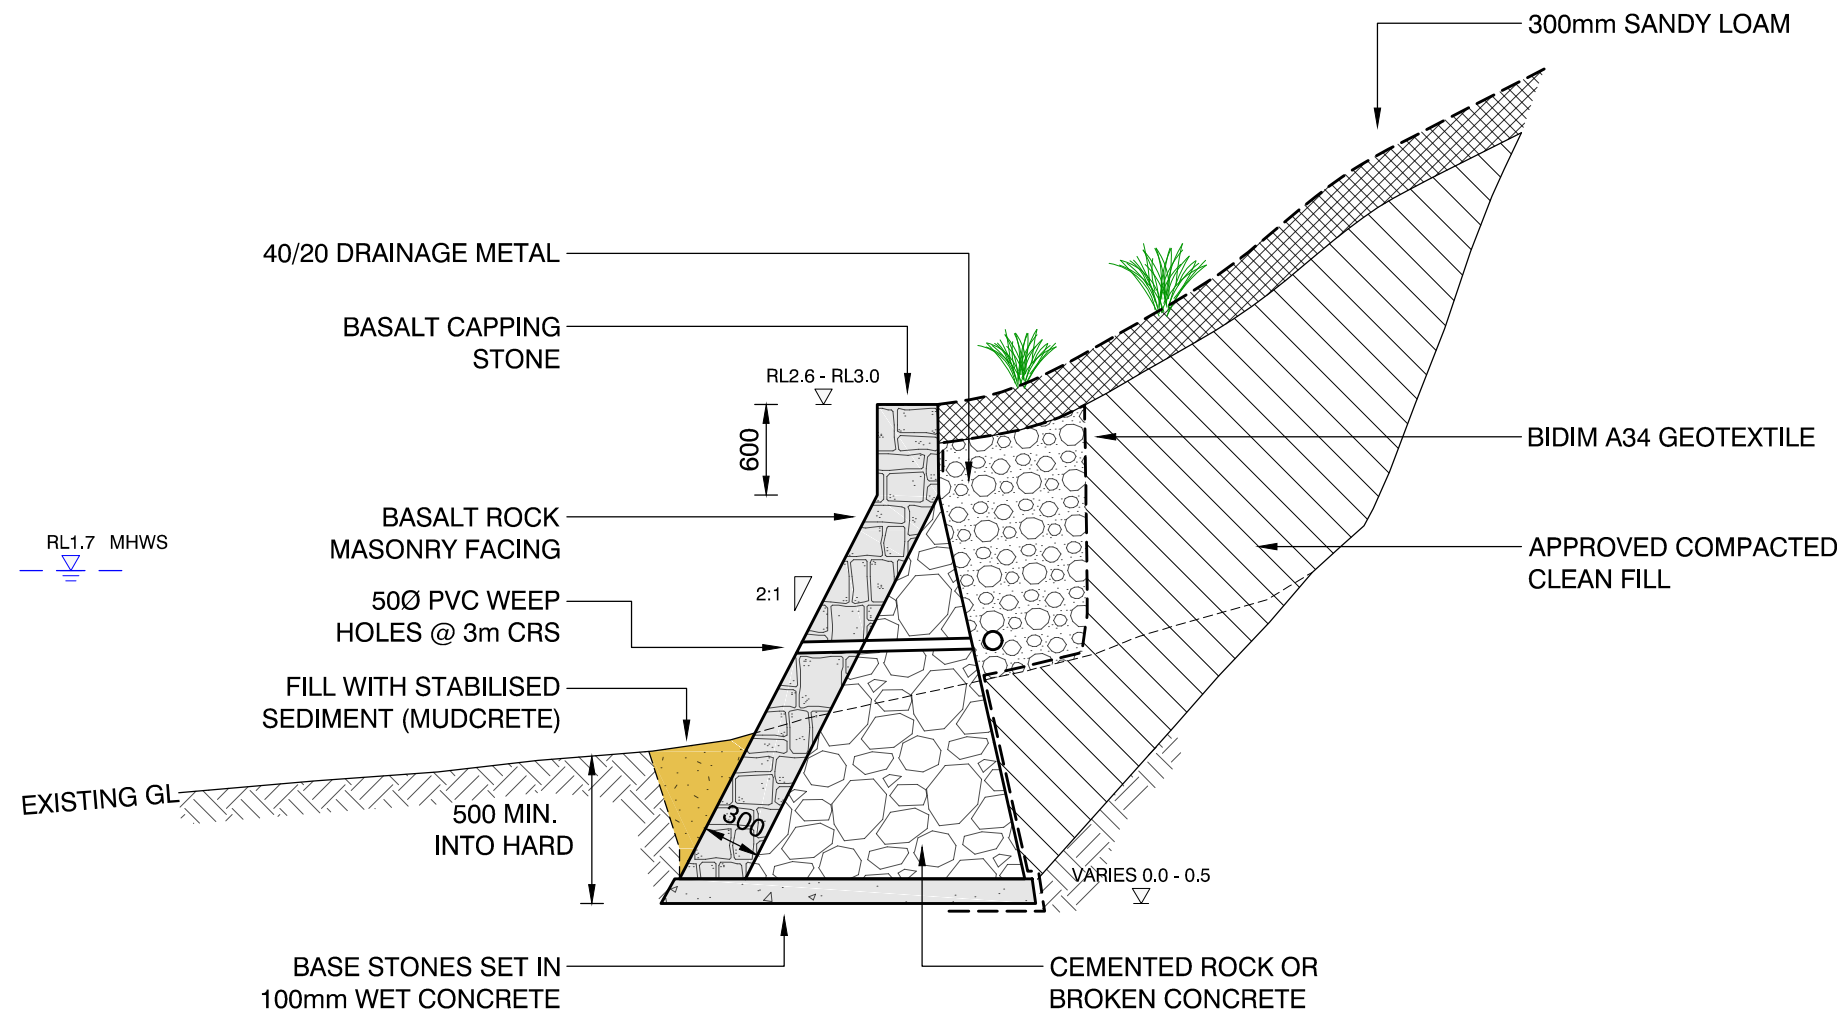 300mm SANDY LOAM
40/20 DRAINAGE METAL
BASALT CAPPING
STONE
RL2.6 - RL3.0
600
BIDIM A34 GEOTEXTILE
BASALT ROCK
MASONRY FACING
RL1.7 MHWS
APPROVED COMPACTED
CLEAN FILL
2:1
50Ø PVC WEEP
HOLES @ 3m CRS
FILL WITH STABILISED
SEDIMENT (MUDCRETE)
EXISTING GL
500 MIN.
INTO HARD
300
VARIES 0.0 - 0.5
BASE STONES SET IN
100mm WET CONCRETE
CEMENTED ROCK OR
BROKEN CONCRETE